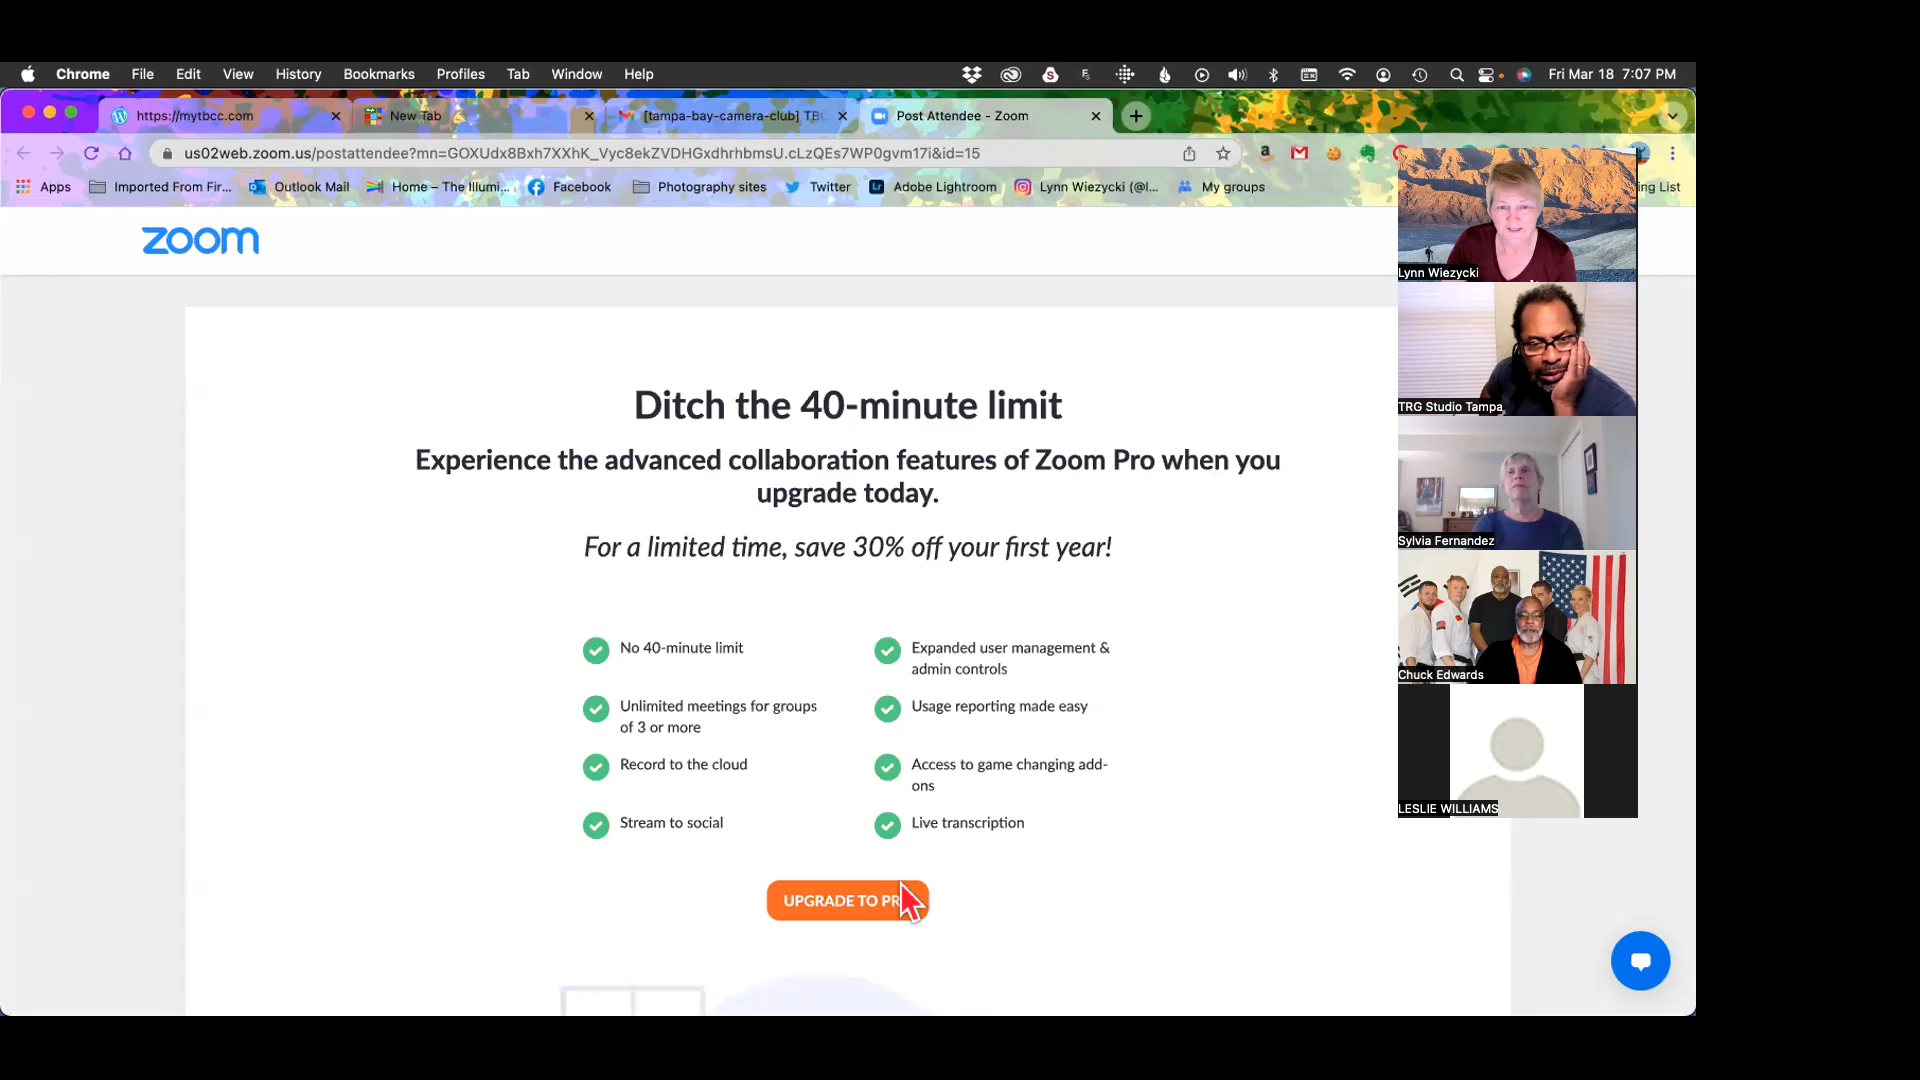 Chrome File Edit View History Bookmarks Profiles Tab Window Help Fri Mar 18 7:07 PM
https://mytbcc.com New Tab [tampa-bay-camera-club] TBC Post Attendee - Zoom
us02web.zoom.us/postattendee?mn=GOXUdx8Bxh7XXhK_Vyc8ekZVDHGxdhrhbmsU.cLzQEs7WP0gvm17i&id=15
Apps Imported From Fir... Outlook Mail Home – The Illumi... Facebook Photography sites Twitter Adobe Lightroom Lynn Wiezycki (@l... My groups ing List
zoom
Lynn Wiezycki
Ditch the 40-minute limit
TRG Studio Tampa
Experience the advanced collaboration features of Zoom Pro when you
upgrade today.
For a limited time, save 30% off your first year!
Sylvia Fernandez
No 40-minute limit
Expanded user management &
admin controls
Chuck Edwards
Unlimited meetings for groups
of 3 or more
Usage reporting made easy
Record to the cloud
Access to game changing add-
ons
LESLIE WILLIAMS
Stream to social
Live transcription
UPGRADE TO PR